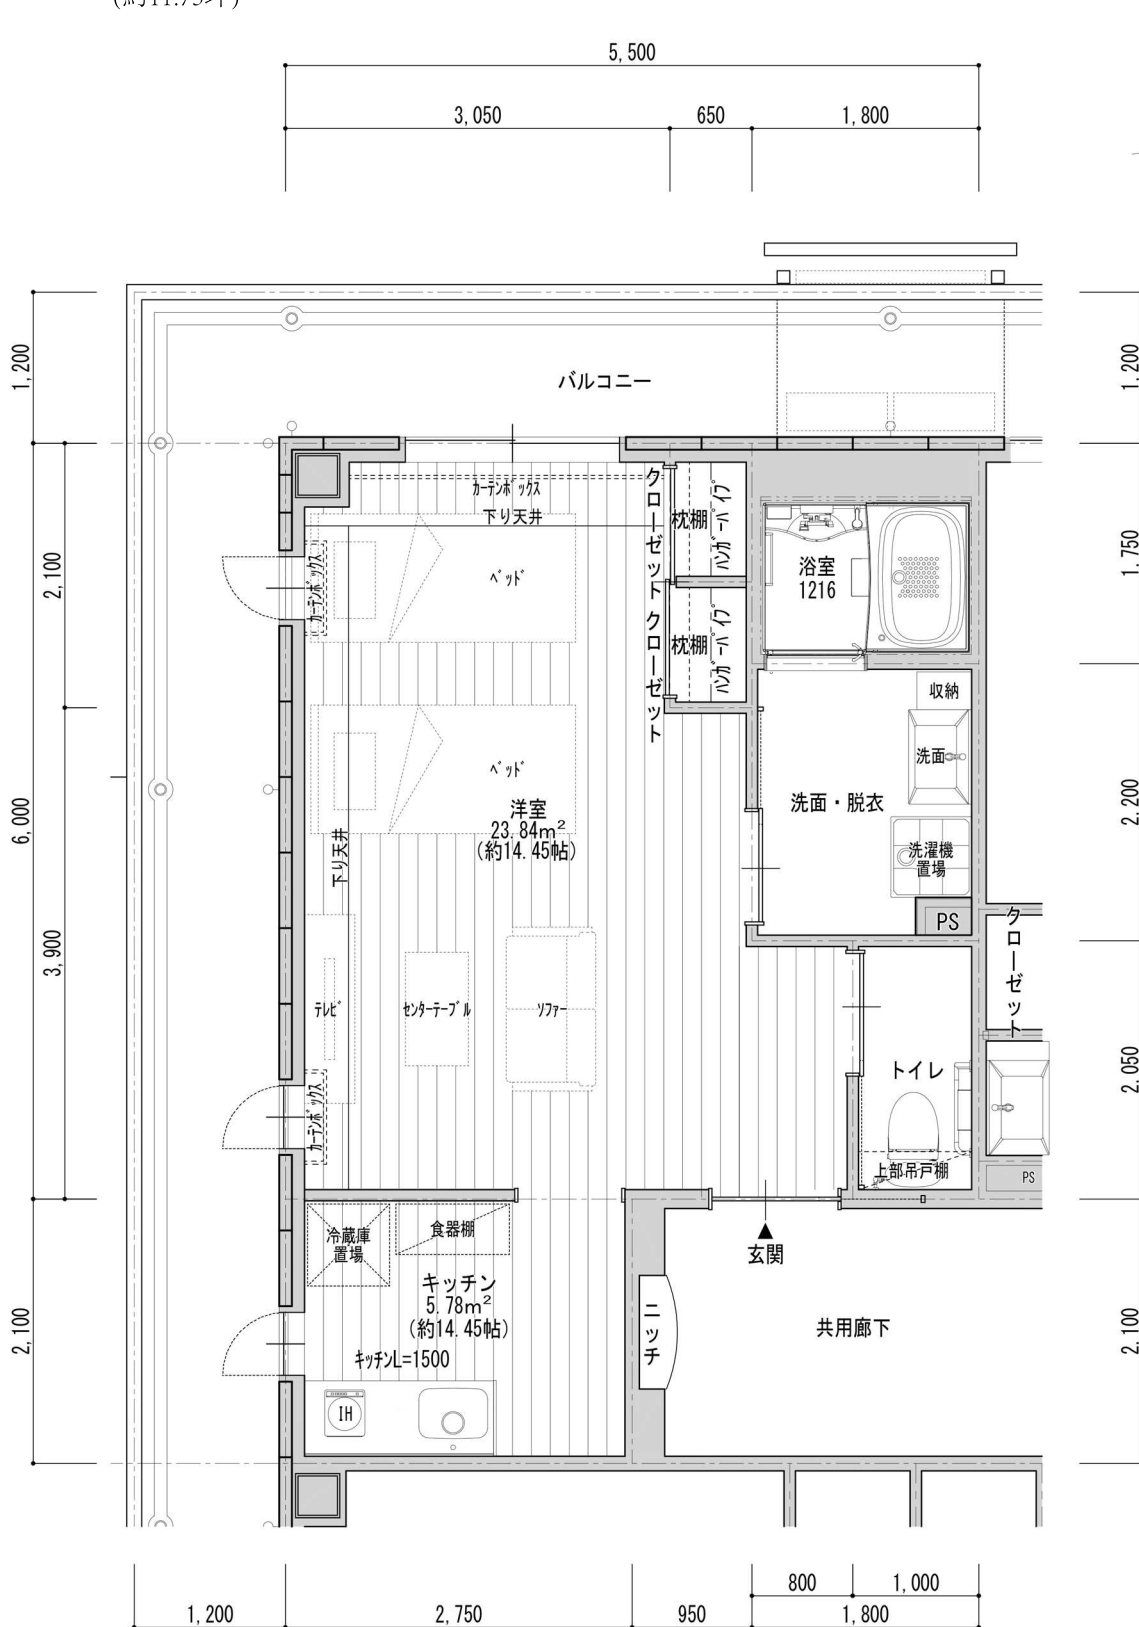 (約11.75坪)
5,500
3,050
650
1,800
1,200
1,200
バルコニー
カーテンボックス
下り天井
クローゼット
枕棚
ハンガーパイプ
2,100
カーテンボックス
ベッド
浴室
1216
1,750
クローゼット
枕棚
ハンガーパイプ
収納
洗面
ベッド
洗面・脱衣
2,200
6,000
洋室
23.84m²
(約14.45帖)
下り天井
洗濯機
置場
PS
クローゼット
3,900
テレビ
センターテーブル
ソファー
トイレ
2,050
カーテンボックス
上部吊戸棚
PS
冷蔵庫
置場
食器棚
玄関
キッチン
5.78m²
(約14.45帖)
ニッチ
共用廊下
2,100
2,100
キッチンL=1500
IH
800
1,000
1,200
2,750
950
1,800